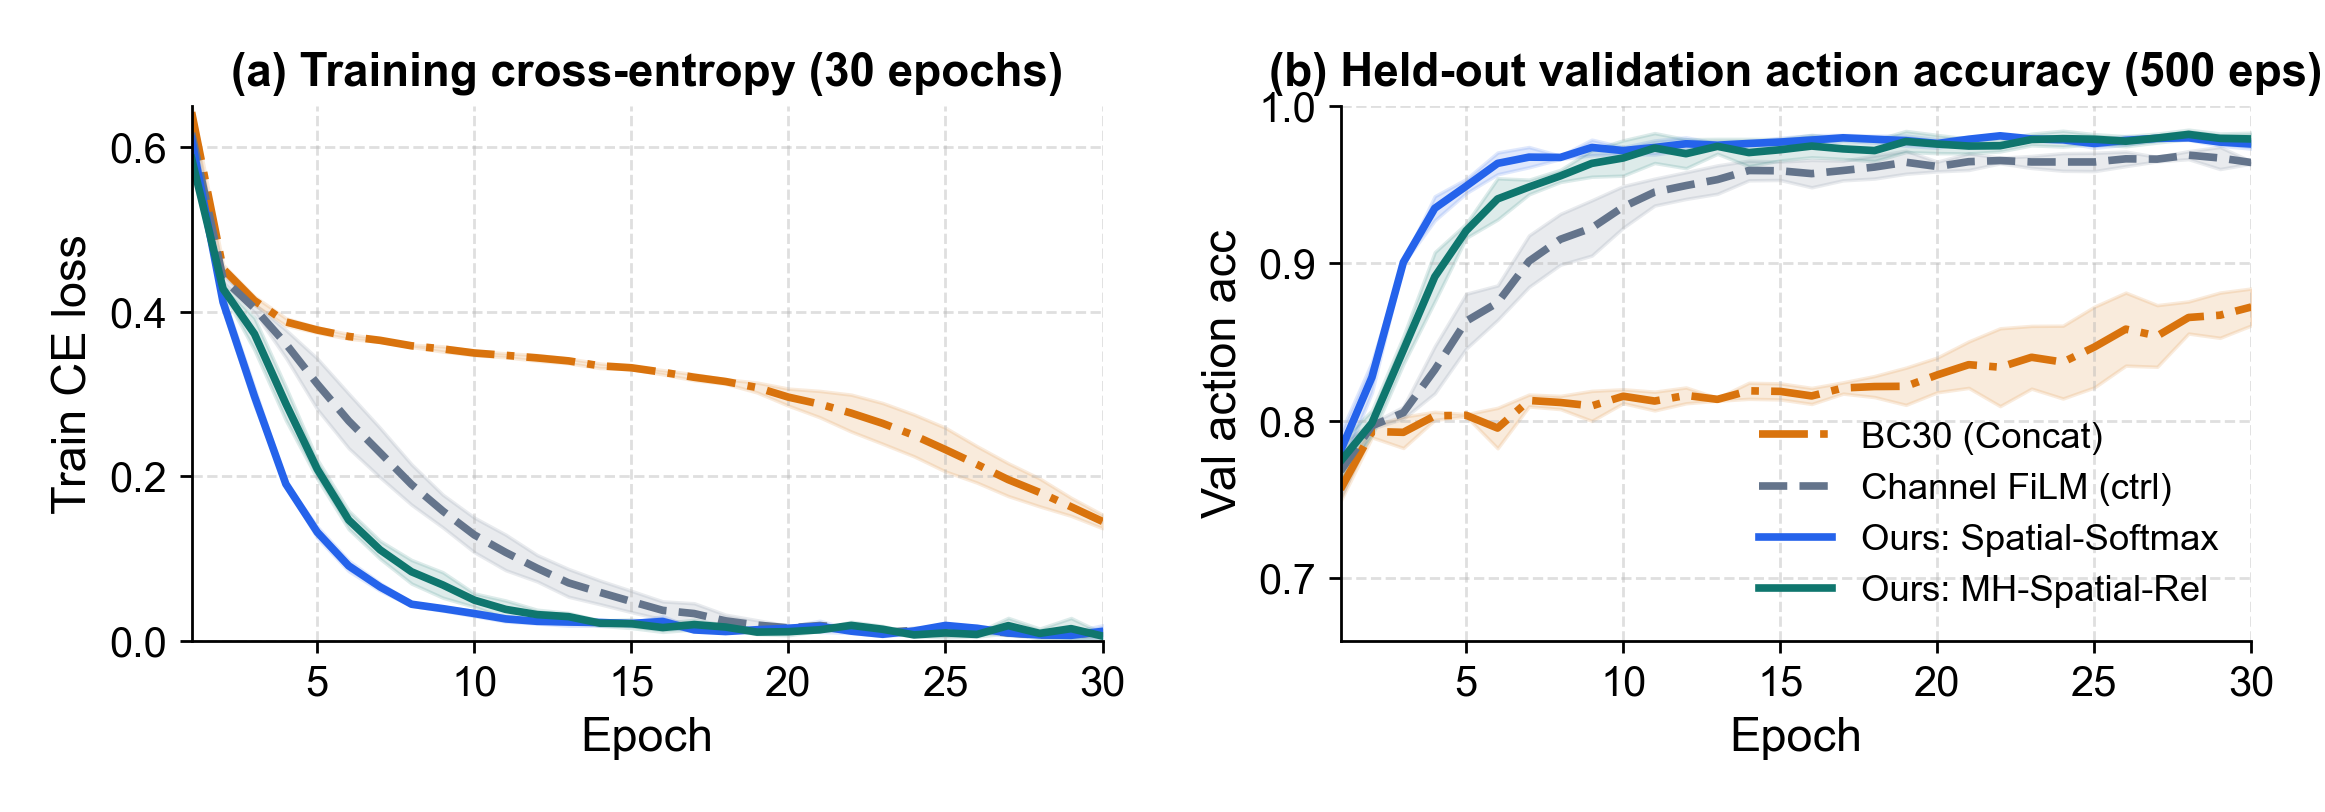 (a) Training cross-entropy (30 epochs)
Train CE loss
0.6
0.4
0.2
0.0
5 10 15 20 25 30
Epoch
(b) Held-out validation action accuracy (500 eps)
Val action acc
1.0
0.9
0.8
0.7
BC30 (Concat)
Channel FiLM (ctrl)
Ours: Spatial-Softmax
Ours: MH-Spatial-Rel
5 10 15 20 25 30
Epoch